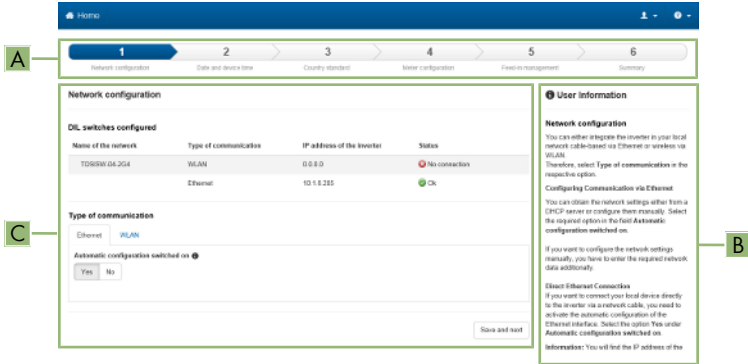 Home
1 2 3 4 5 6
Network configuration Date and device time Country standard Meter configuration Feed-in management Summary
A
Network configuration
DIL switches configured
Name of the network Type of communication IP address of the inverter Status
WLAN 0.0.0.0 No connection
Ethernet 10.1.8.285 Ok
Type of communication
Ethernet WLAN
Automatic configuration switched on
Yes No
Save and next
C
User Information
Network configuration
You can either integrate the inverter in your local
network cable-based via Ethernet or wireless via
WLAN.
Therefore, select Type of communication in the
respective option.
Configuring Communication via Ethernet
You can obtain the network settings either from a
DHCP server or configure them manually. Select
the required option in the field Automatic
configuration switched on.
If you want to configure the network settings
manually, you have to enter the required network
data additionally.
Direct Ethernet Connection
If you want to connect your local device directly
to the inverter via a network cable, you need to
activate the automatic configuration of the
Ethernet interface. Select the option Yes under
Automatic configuration switched on.
Information: You will find the IP address of the
B